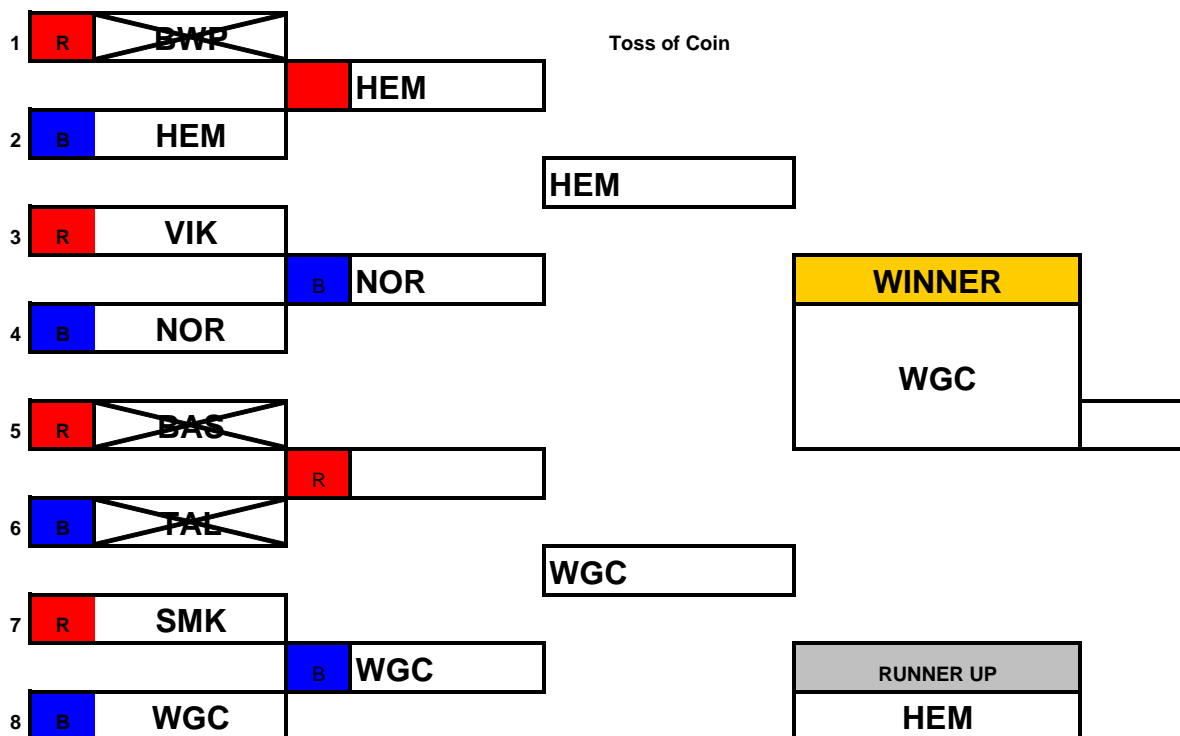 1 R BWP Toss of Coin
HEM
2 B HEM
HEM
3 R VIK
B NOR WINNER
4 B NOR
WGC
5 R BAS
R
6 B TAL
WGC
7 R SMK
B WGC RUNNER UP
8 B WGC HEM